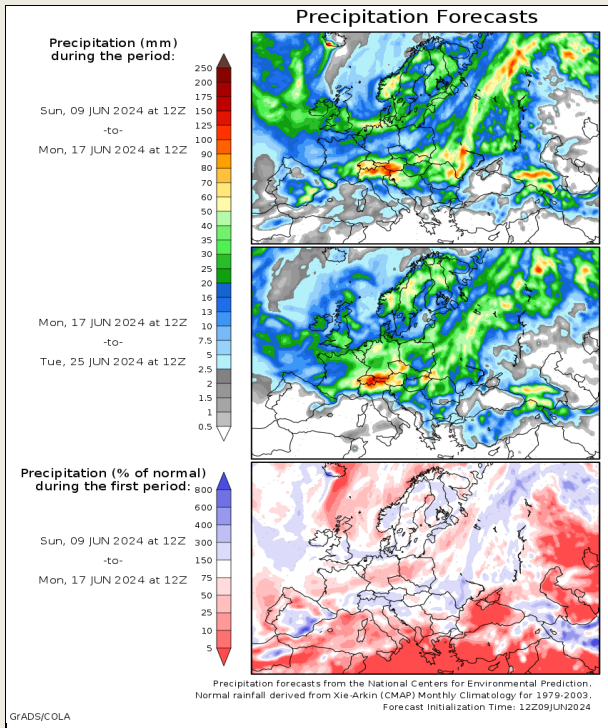 Precipitation Forecasts
Precipitation (mm)
during the period:
250
200
175
150
125
100
90
80
70
60
50
40
35
30
25
20
16
13
10
7.5
5
2.5
2
1.5
1
0.5
Sun, 09 JUN 2024 at 12Z
-to-
Mon, 17 JUN 2024 at 12Z
Mon, 17 JUN 2024 at 12Z
-to-
Tue, 25 JUN 2024 at 12Z
Precipitation (% of normal)
during the first period:
800
600
400
300
150
75
50
25
10
5
Sun, 09 JUN 2024 at 12Z
-to-
Mon, 17 JUN 2024 at 12Z
Precipitation forecasts from the National Centers for Environmental Prediction.
Normal rainfall derived from Xie-Arkin (CMAP) Monthly Climatology for 1979-2003.
Forecast Initialization Time: 12Z09JUN2024
GrADS/COLA